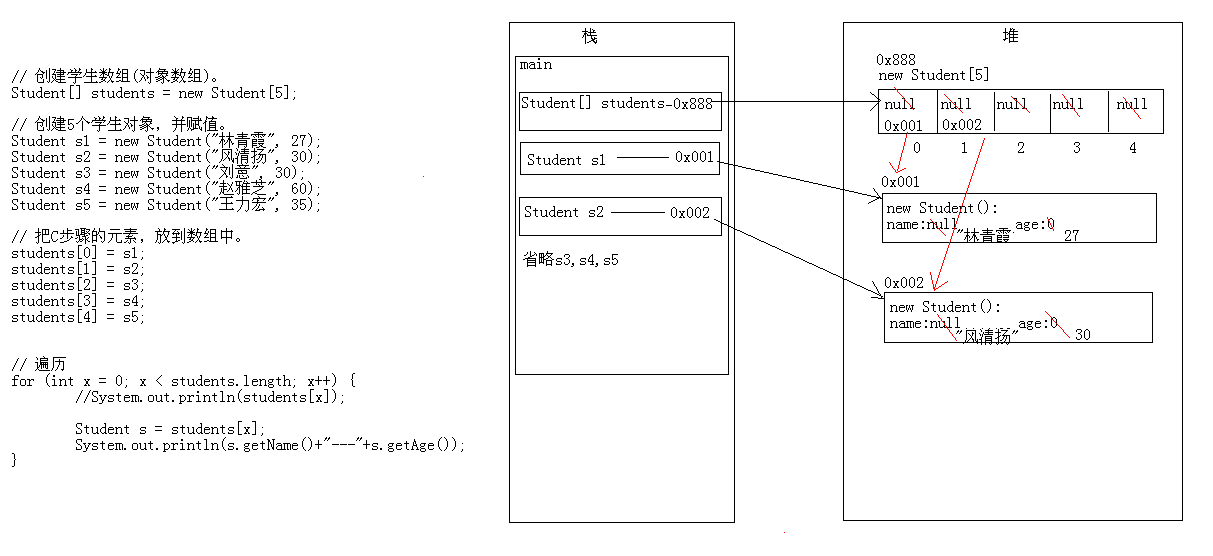 // 创建学生数组(对象数组)。
Student[] students = new Student[5];
// 创建5个学生对象，并赋值。
Student s1 = new Student("林青霞", 27);
Student s2 = new Student("风清扬", 30);
Student s3 = new Student("刘意", 30);
Student s4 = new Student("赵雅芝", 60);
Student s5 = new Student("王力宏", 35);
// 把C步骤的元素，放到数组中。
students[0] = s1;
students[1] = s2;
students[2] = s3;
students[3] = s4;
students[4] = s5;
// 遍历
for (int x = 0; x < students.length; x++) {
//System.out.println(students[x]);
Student s = students[x];
System.out.println(s.getName()+"---"+s.getAge());
}
栈
main
Student[] students-0x888
Student s1 0x001
Student s2 0x002
省略s3,s4,s5
堆
0x888
new Student[5]
null null null null null
0x001 0x002
0 1 2 3 4
0x001
new Student():
name:null age:0
"林青霞 27
0x002
new Student():
name:null age:0
"风清扬" 30